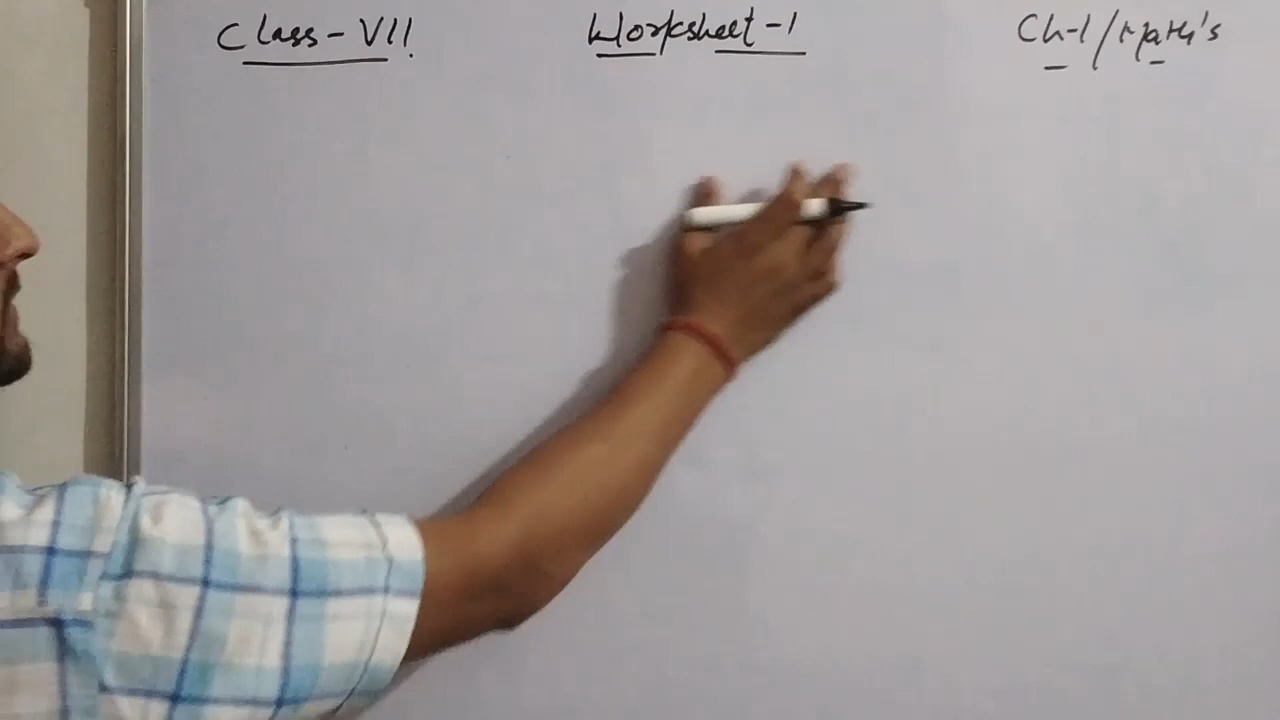 Class - VII
Worksheet - 1
Ch-1 / Math's